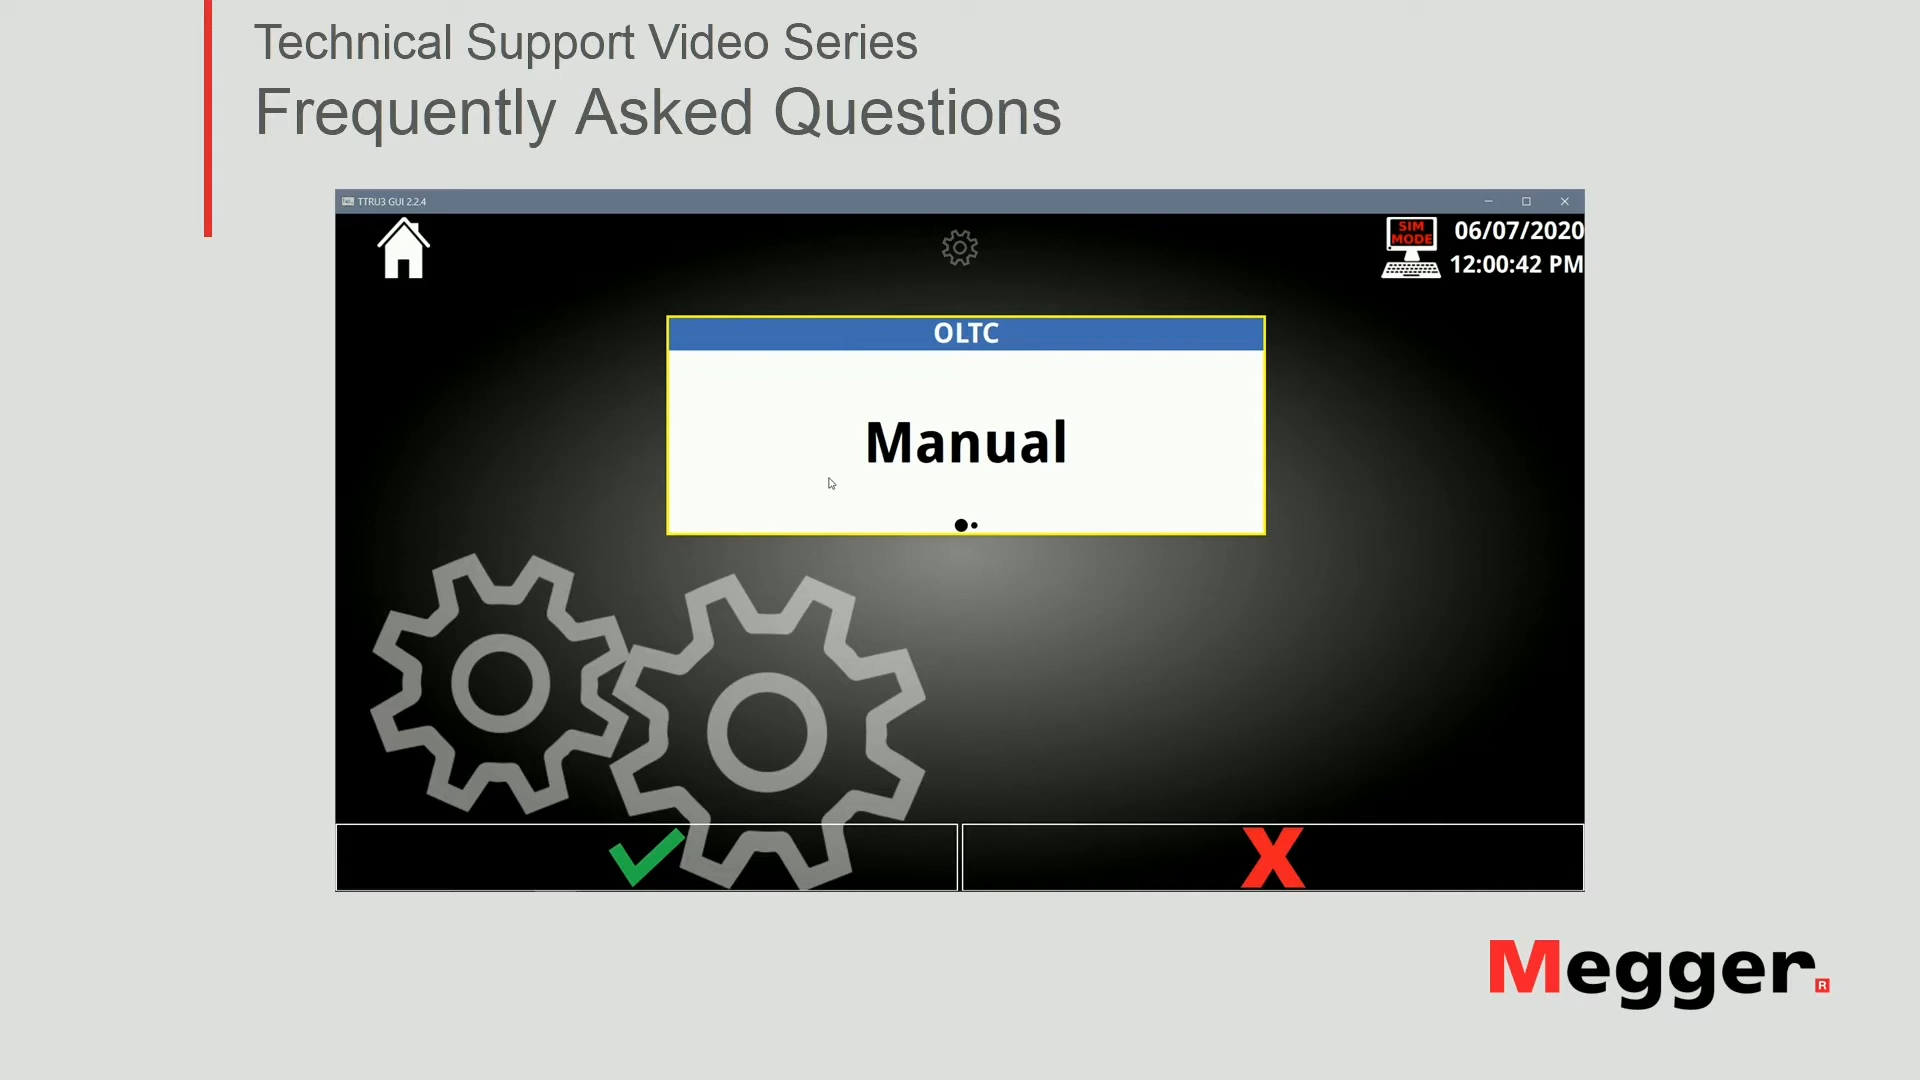 Technical Support Video Series
Frequently Asked Questions
TTRU3 GUI 2.2.4
SIM
MODE
06/07/2020
12:00:42 PM
OLTC
Manual
Megger
R